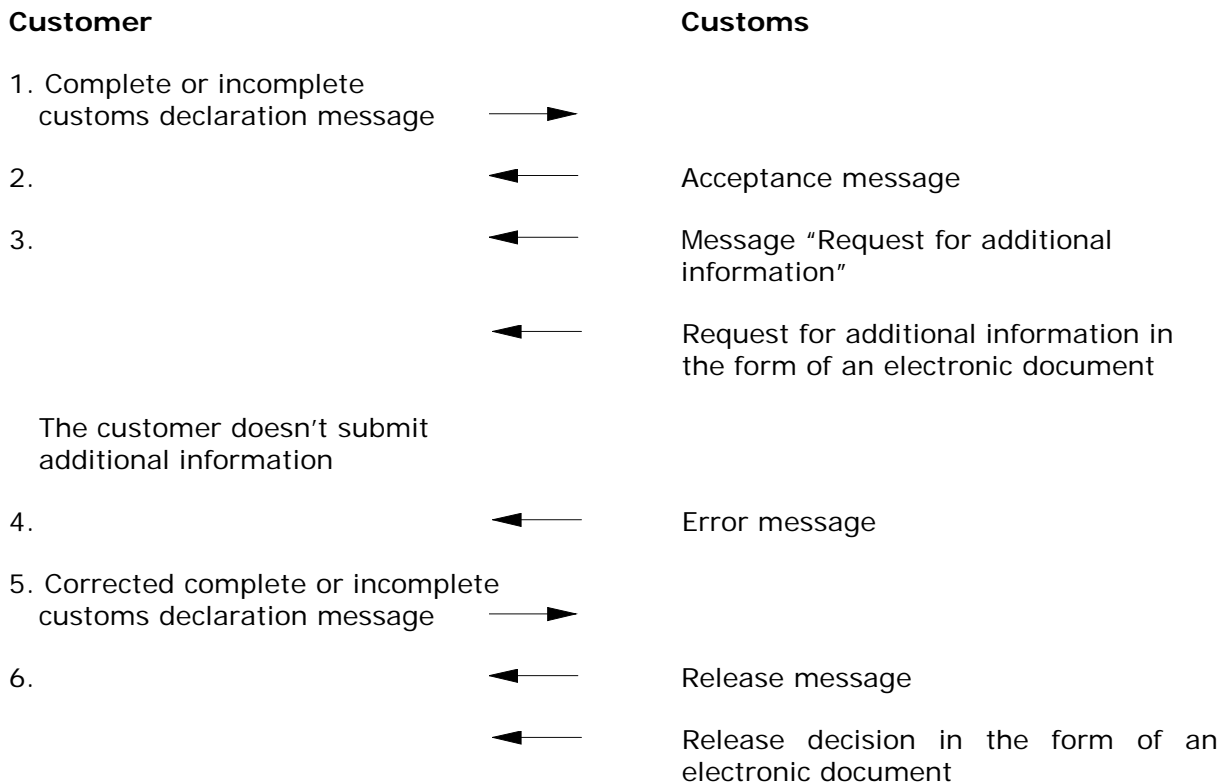 Customer Customs
1. Complete or incomplete
customs declaration message
2. Acceptance message
3. Message “Request for additional
information”
Request for additional information in
the form of an electronic document
The customer doesn’t submit
additional information
4. Error message
5. Corrected complete or incomplete
customs declaration message
6. Release message
Release decision in the form of an
electronic document